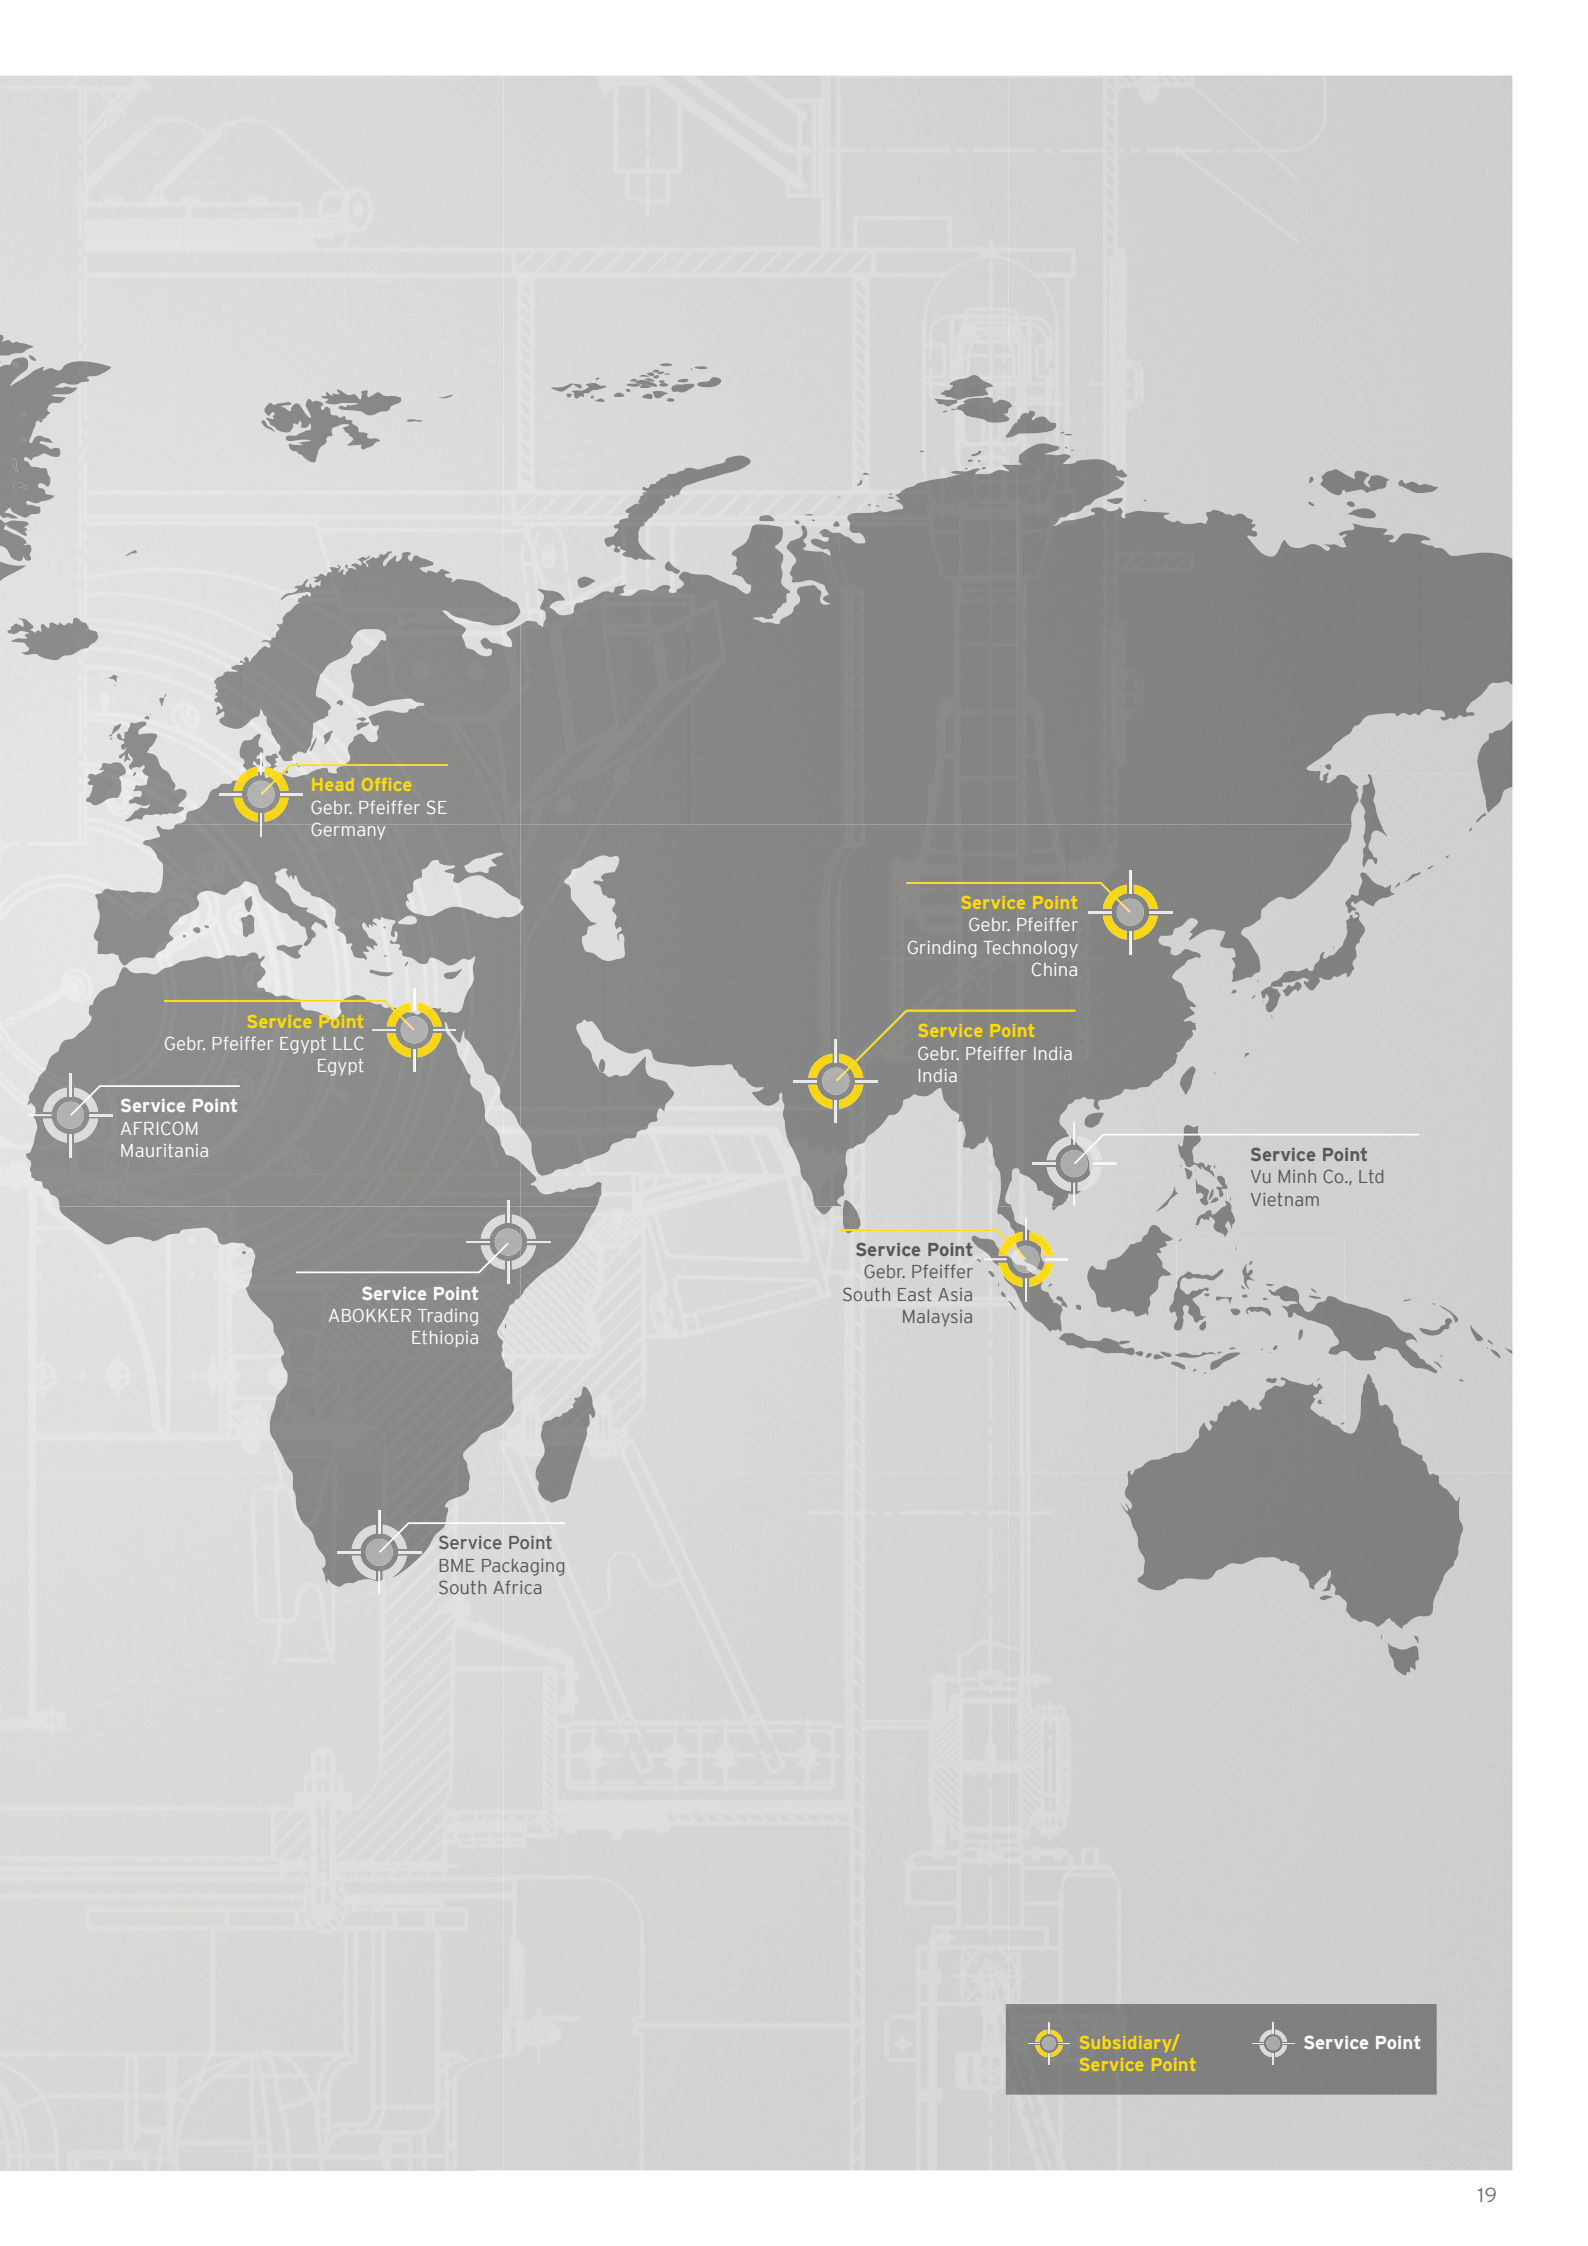 Head Office
Gebr. Pfeiffer SE
Germany
Service Point
Gebr. Pfeiffer
Grinding Technology
China
Service Point
Gebr. Pfeiffer Egypt LLC
Egypt
Service Point
Gebr. Pfeiffer India
India
Service Point
AFRICOM
Mauritania
Service Point
Vu Minh Co., Ltd
Vietnam
Service Point
Gebr. Pfeiffer
South East Asia
Malaysia
Service Point
ABOKKER Trading
Ethiopia
Service Point
BME Packaging
South Africa
Subsidiary/
Service Point
Service Point
19